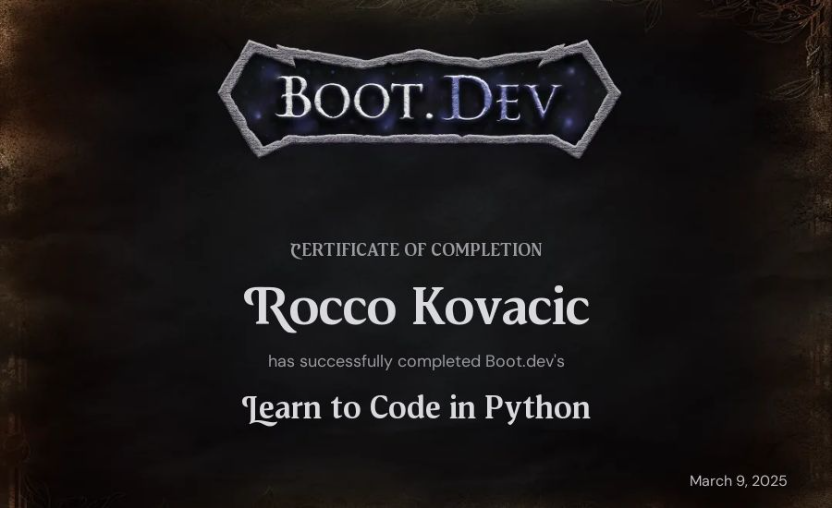 BOOT.DEV
CERTIFICATE OF COMPLETION
Rocco Kovacic
has successfully completed Boot.dev's
Learn to Code in Python
March 9, 2025